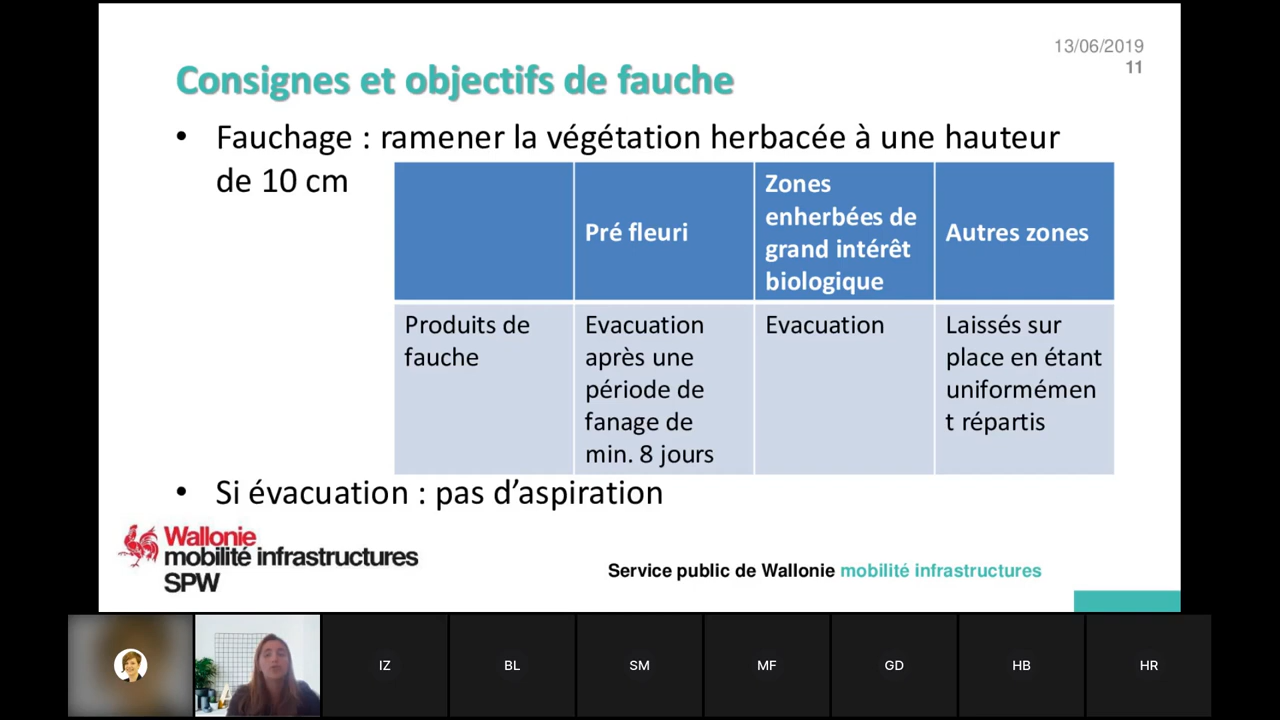 13/06/2019
11
Consignes et objectifs de fauche
• Fauchage : ramener la végétation herbacée à une hauteur
de 10 cm
Pré fleuri
Zones
enherbées de
grand intérêt
biologique
Autres zones
Produits de
fauche
Evacuation
après une
période de
fanage de
min. 8 jours
Evacuation
Laissés sur
place en étant
uniformémen
t répartis
• Si évacuation : pas d’aspiration
Wallonie
mobilité infrastructures
SPW
Service public de Wallonie mobilité infrastructures
IZ
BL
SM
MF
GD
HB
HR